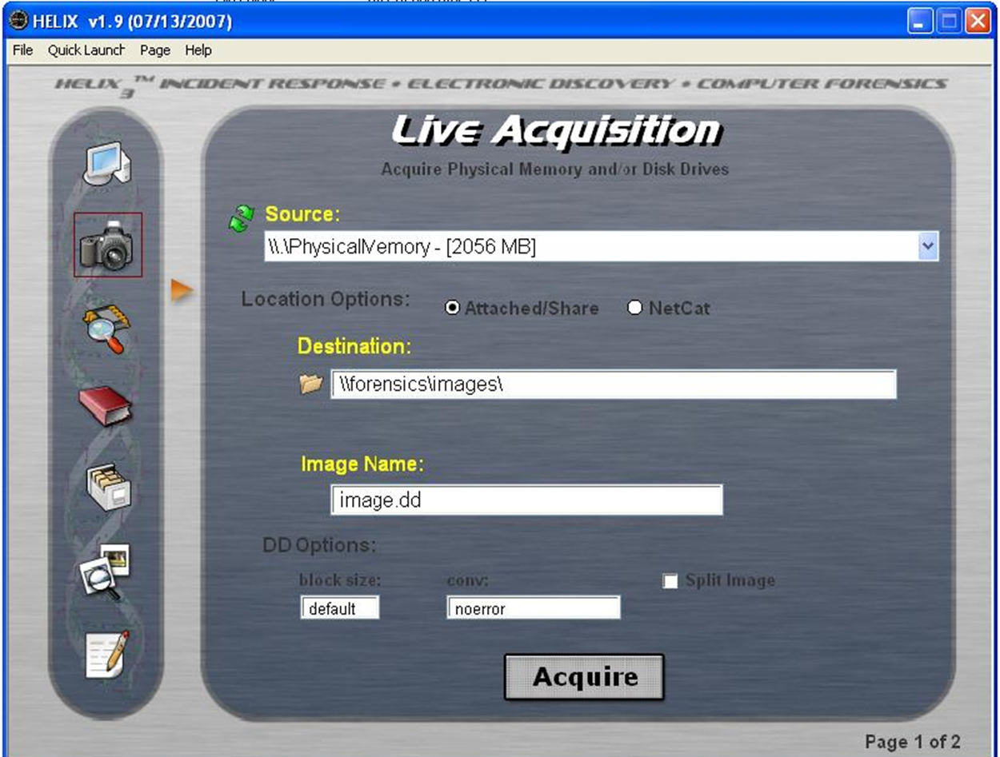 HELIX v1.9 (07/13/2007)
File Quick Launch Page Help
HELIX3™ INCIDENT RESPONSE • ELECTRONIC DISCOVERY • COMPUTER FORENSICS
Live Acquisition
Acquire Physical Memory and/or Disk Drives
Source:
\\.\PhysicalMemory - [2056 MB]
Location Options: Attached/Share NetCat
Destination:
\\forensics\images\
Image Name:
image.dd
DD Options:
block size: conv: Split Image
default noerror
Acquire
Page 1 of 2